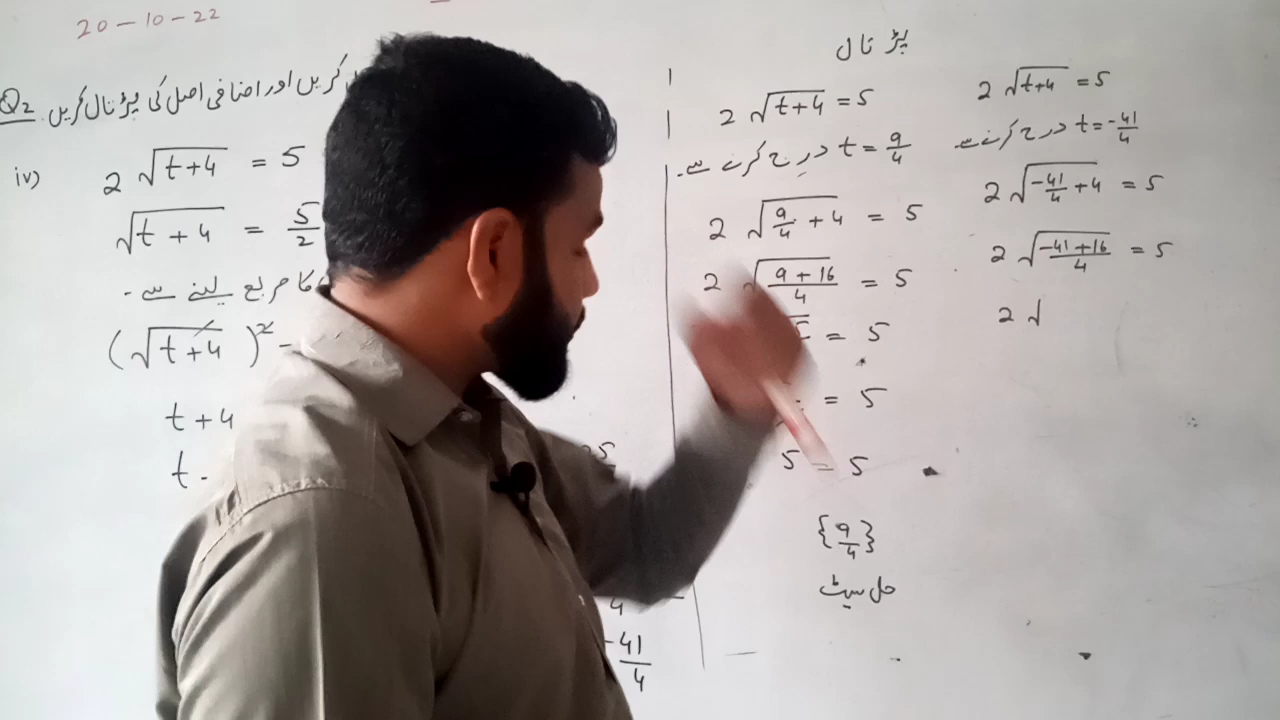 20-10-22
Q2 کریں اور اضافی اصل کی پڑتال کریں
iv) 2√(t+4) = 5
√(t+4) = 5/2
کا مربع لینے سے۔
(√(t+4))² =
t+4
t
-41/4
پڑتال
2√(t+4) = 5
t = 9/4 درج کرنے سے۔
2√(9/4 + 4) = 5
2√((9+16)/4) = 5
= 5
= 5
5 = 5
{9/4}
حل سیٹ
2√(t+4) = 5
t = -41/4 درج کرنے سے۔
2√(-41/4 + 4) = 5
2√((-41+16)/4) = 5
2√